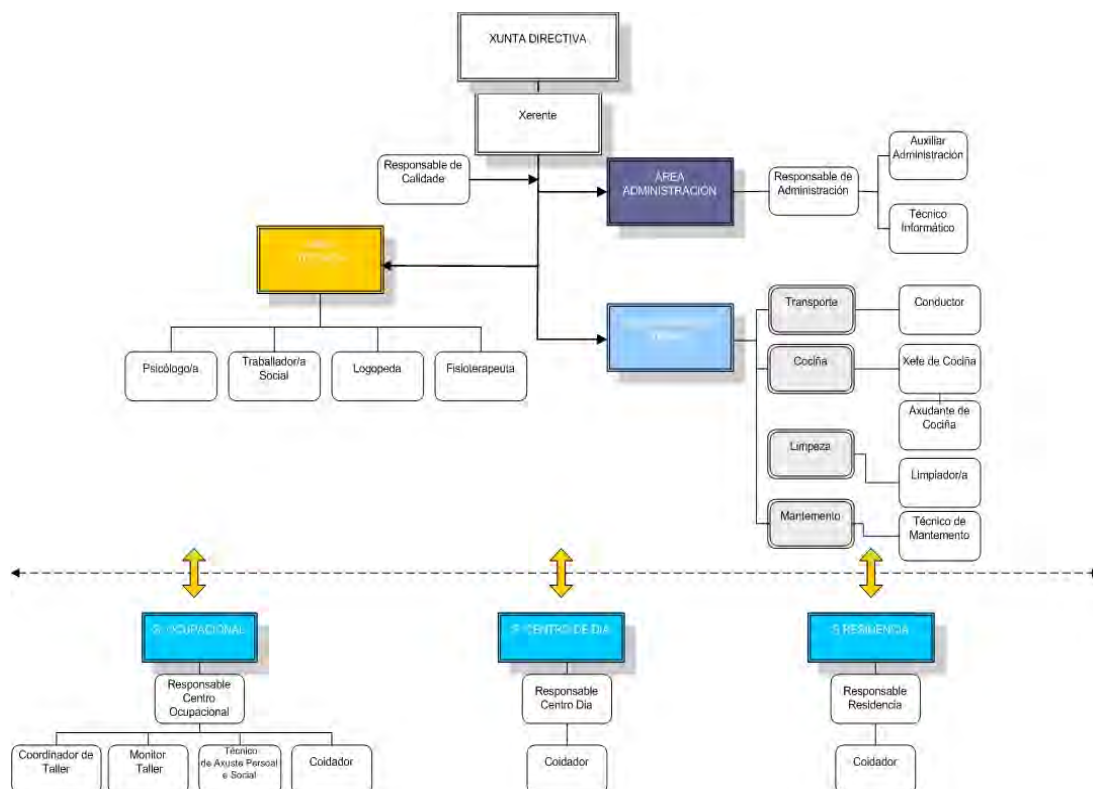 XUNTA DIRECTIVA
Xerente
Responsable de
Calidade
ÁREA
ADMINISTRACIÓN
Responsable de
Administración
Auxiliar
Administración
Técnico
Informático
Psicólogo/a
Traballador/a
Social
Logopeda
Fisioterapeuta
Transporte
Conductor
Cociña
Xefe de Cociña
Axudante de
Cociña
Limpeza
Limpiador/a
Mantemento
Técnico de
Mantemento
S. OCUPACIONAL
S. CENTRO DE DIA
S RESIDENCIA
Responsable
Centro
Ocupacional
Responsable
Centro Dia
Responsable
Residencia
Coordinador de
Taller
Monitor
Taller
Técnico
de Axuste Persoal
e Social
Coidador
Coidador
Coidador